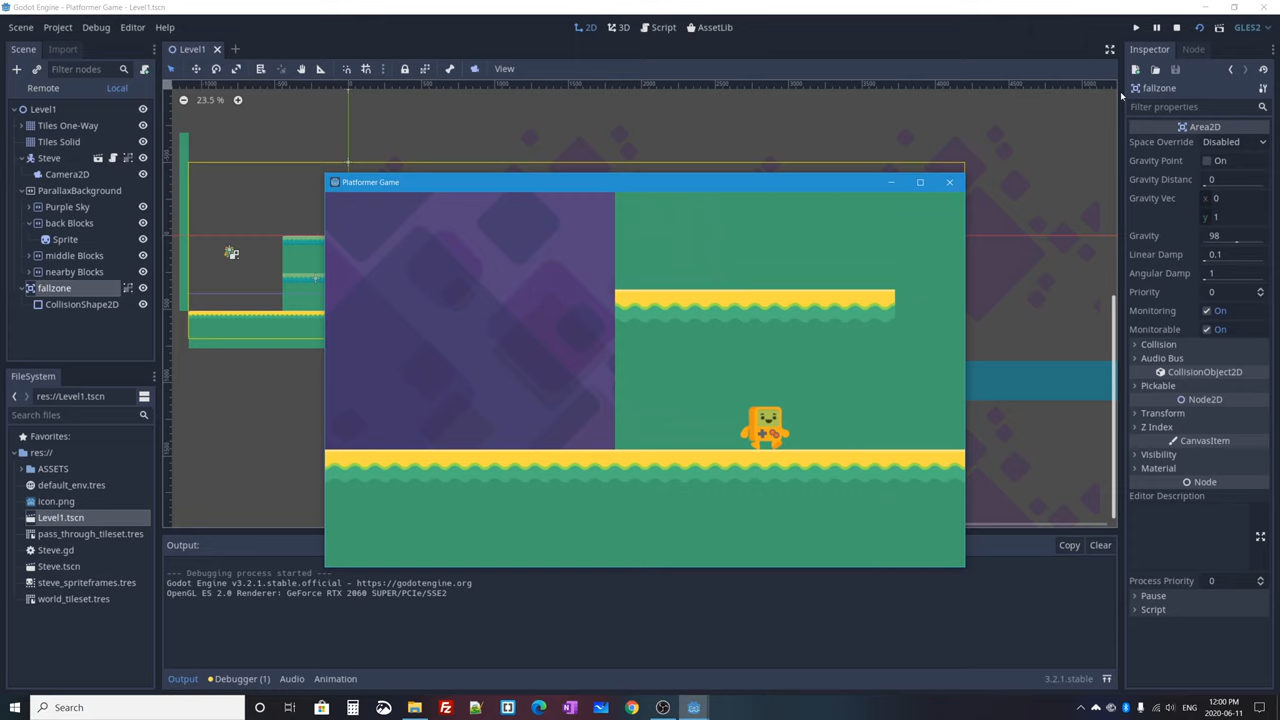 Godot Engine - Platformer Game - Level1.tscn
Scene Project Debug Editor Help
2D 3D Script AssetLib
GLES2
Scene Import
Level1
Inspector Node
Filter nodes
View
Remote Local
23.5 %
fallzone
Filter properties
Level1
Tiles One-Way
Tiles Solid
Steve
Camera2D
ParallaxBackground
Purple Sky
back Blocks
Sprite
middle Blocks
nearby Blocks
fallzone
CollisionShape2D
Platformer Game
Area2D
Space Override Disabled
Gravity Point On
Gravity Distanc 0
Gravity Vec x 0
y 1
Gravity 98
Linear Damp 0.1
Angular Damp 1
Priority 0
Monitoring On
Monitorable On
Collision
Audio Bus
CollisionObject2D
Pickable
Node2D
Transform
Z Index
CanvasItem
Visibility
Material
Node
Editor Description
Process Priority 0
Pause
Script
FileSystem
res://Level1.tscn
Search files
Favorites:
res://
ASSETS
default_env.tres
icon.png
Level1.tscn
pass_through_tileset.tres
Steve.gd
Steve.tscn
steve_spriteframes.tres
world_tileset.tres
Output:
Copy Clear
--- Debugging process started ---
Godot Engine v3.2.1.stable.official - https://godotengine.org
OpenGL ES 2.0 Renderer: GeForce RTX 2060 SUPER/PCIe/SSE2
Output Debugger (1) Audio Animation
3.2.1.stable
Search
ENG
12:00 PM
2020-06-11